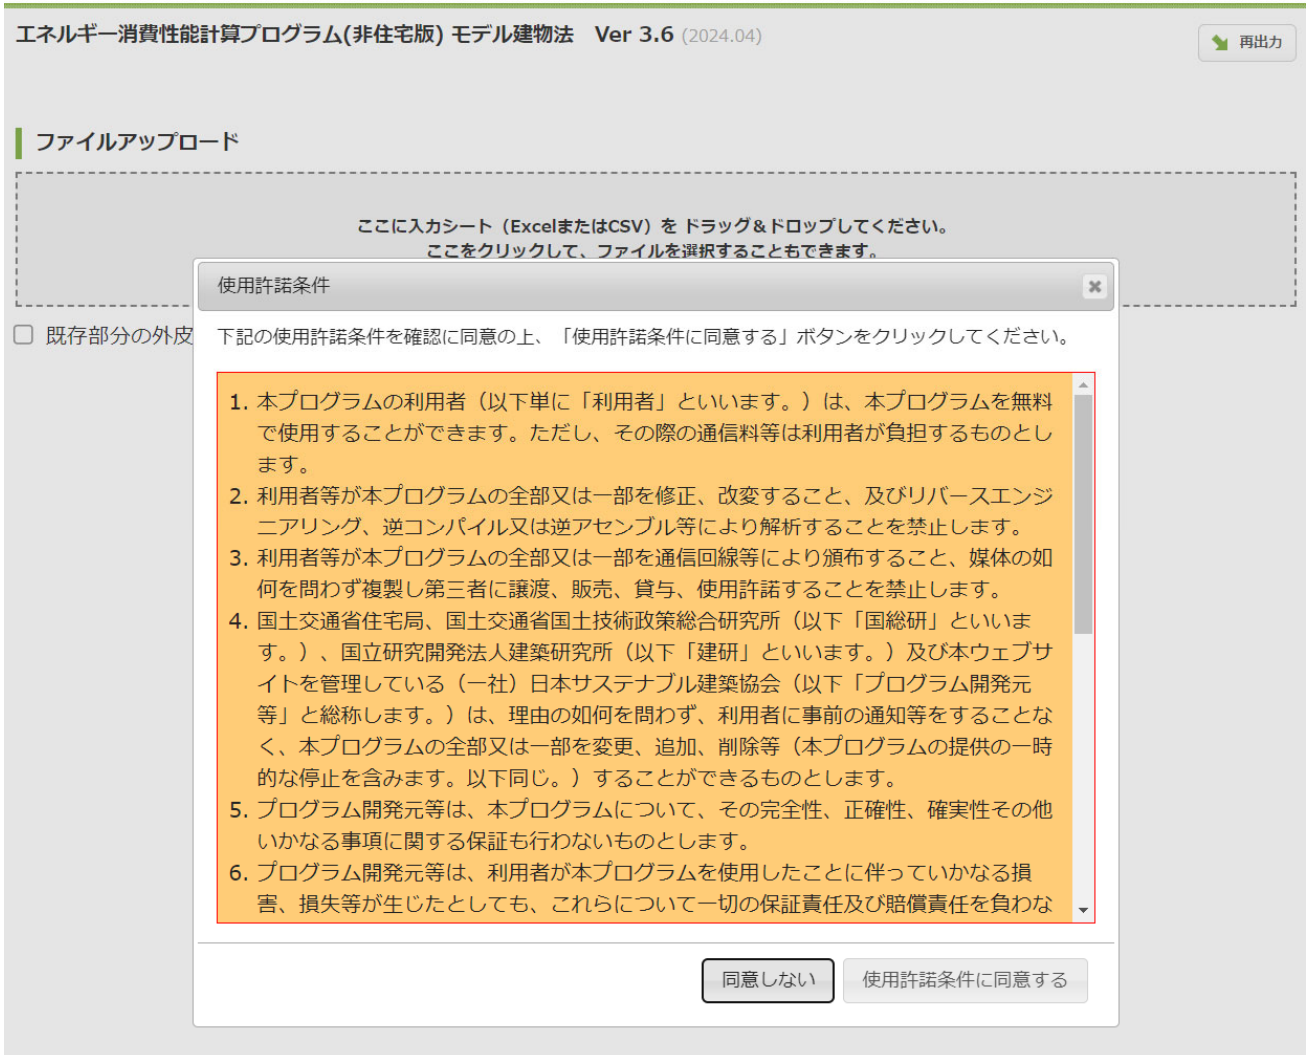 エネルギー消費性能計算プログラム(非住宅版) モデル建物法　Ver 3.6 (2024.04)
再出力
ファイルアップロード
ここに入力シート（ExcelまたはCSV）を ドラッグ&ドロップしてください。
ここをクリックして、ファイルを選択することもできます。
既存部分の外皮
使用許諾条件
下記の使用許諾条件を確認に同意の上、「使用許諾条件に同意する」ボタンをクリックしてください。
1. 本プログラムの利用者（以下単に「利用者」といいます。）は、本プログラムを無料
で使用することができます。ただし、その際の通信料等は利用者が負担するものとし
ます。
2. 利用者等が本プログラムの全部又は一部を修正、改変すること、及びリバースエンジ
ニアリング、逆コンパイル又は逆アセンブル等により解析することを禁止します。
3. 利用者等が本プログラムの全部又は一部を通信回線等により頒布すること、媒体の如
何を問わず複製し第三者に譲渡、販売、貸与、使用許諾することを禁止します。
4. 国土交通省住宅局、国土交通省国土技術政策総合研究所（以下「国総研」といいま
す。）、国立研究開発法人建築研究所（以下「建研」といいます。）及び本ウェブサ
イトを管理している（一社）日本サステナブル建築協会（以下「プログラム開発元
等」と総称します。）は、理由の如何を問わず、利用者に事前の通知等をすることな
く、本プログラムの全部又は一部を変更、追加、削除等（本プログラムの提供の一時
的な停止を含みます。以下同じ。）することができるものとします。
5. プログラム開発元等は、本プログラムについて、その完全性、正確性、確実性その他
いかなる事項に関する保証も行わないものとします。
6. プログラム開発元等は、利用者が本プログラムを使用したことに伴っていかなる損
害、損失等が生じたとしても、これらについて一切の保証責任及び賠償責任を負わな
同意しない
使用許諾条件に同意する